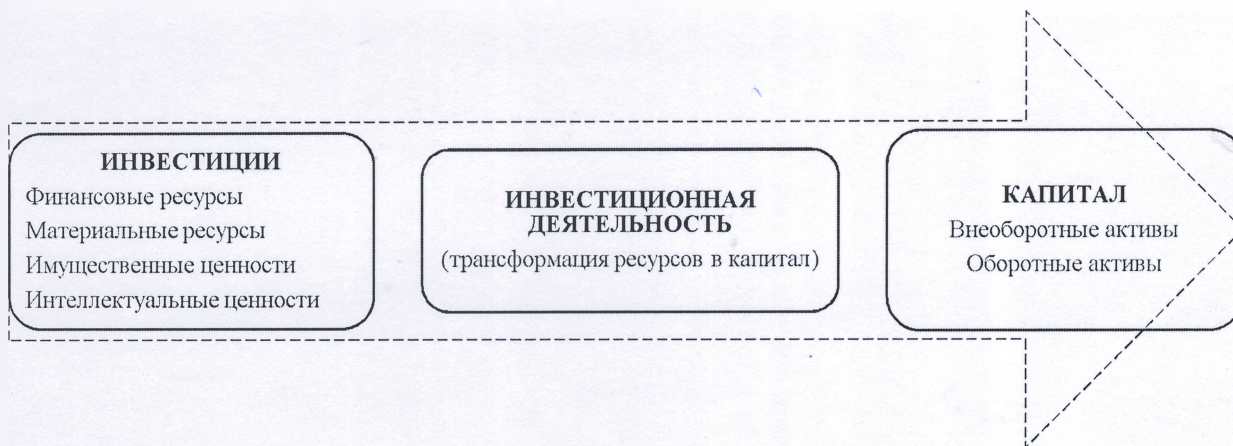 ИНВЕСТИЦИИ
Финансовые ресурсы
Материальные ресурсы
Имущественные ценности
Интеллектуальные ценности
ИНВЕСТИЦИОННАЯ
ДЕЯТЕЛЬНОСТЬ
(трансформация ресурсов в капитал)
КАПИТАЛ
Внеоборотные активы
Оборотные активы